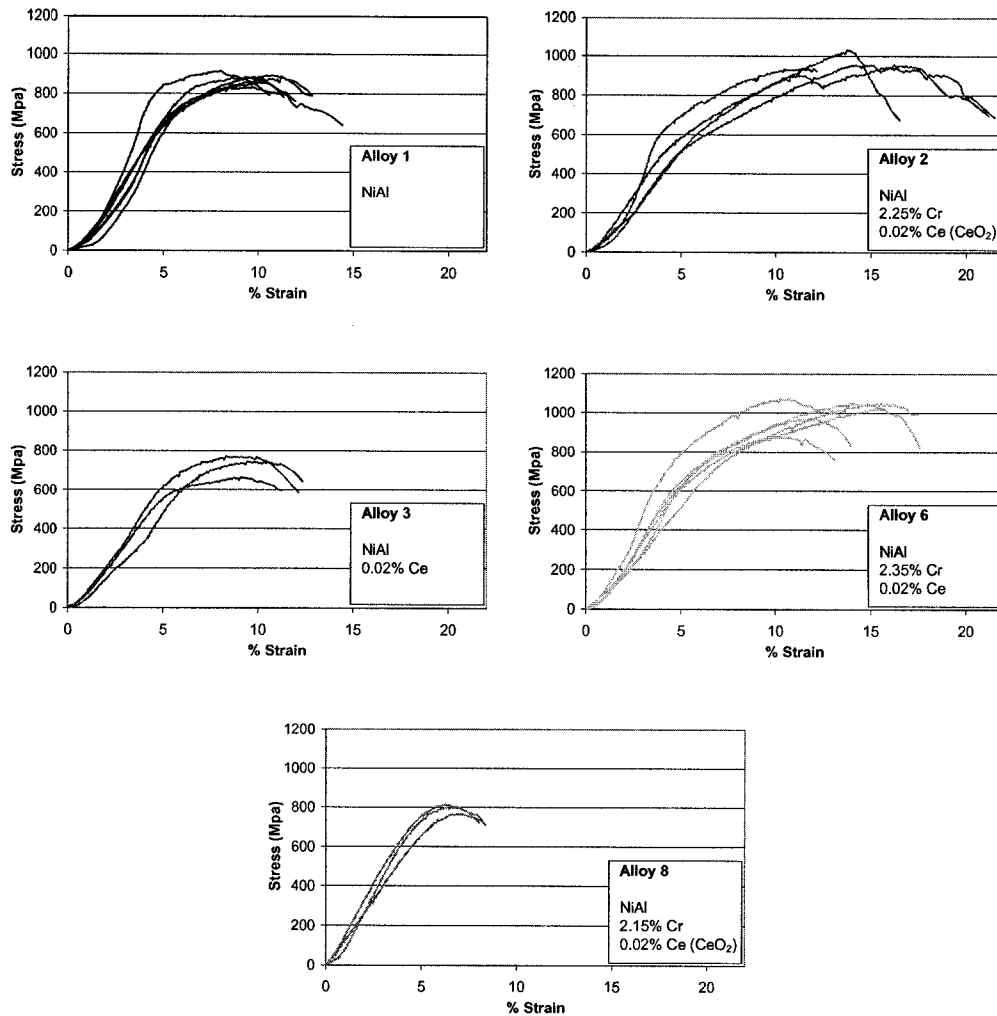 1200
1000
800
600
400
200
0
Stress (Mpa)
Alloy 1
NiAl
0 5 10 15 20
% Strain
1200
1000
800
600
400
200
0
Stress (Mpa)
Alloy 2
NiAl
2.25% Cr
0.02% Ce (CeO₂)
0 5 10 15 20
% Strain
1200
1000
800
600
400
200
0
Stress (Mpa)
Alloy 3
NiAl
0.02% Ce
0 5 10 15 20
% Strain
1200
1000
800
600
400
200
0
Stress (Mpa)
Alloy 6
NiAl
2.35% Cr
0.02% Ce
0 5 10 15 20
% Strain
1200
1000
800
600
400
200
0
Stress (Mpa)
Alloy 8
NiAl
2.15% Cr
0.02% Ce (CeO₂)
0 5 10 15 20
% Strain